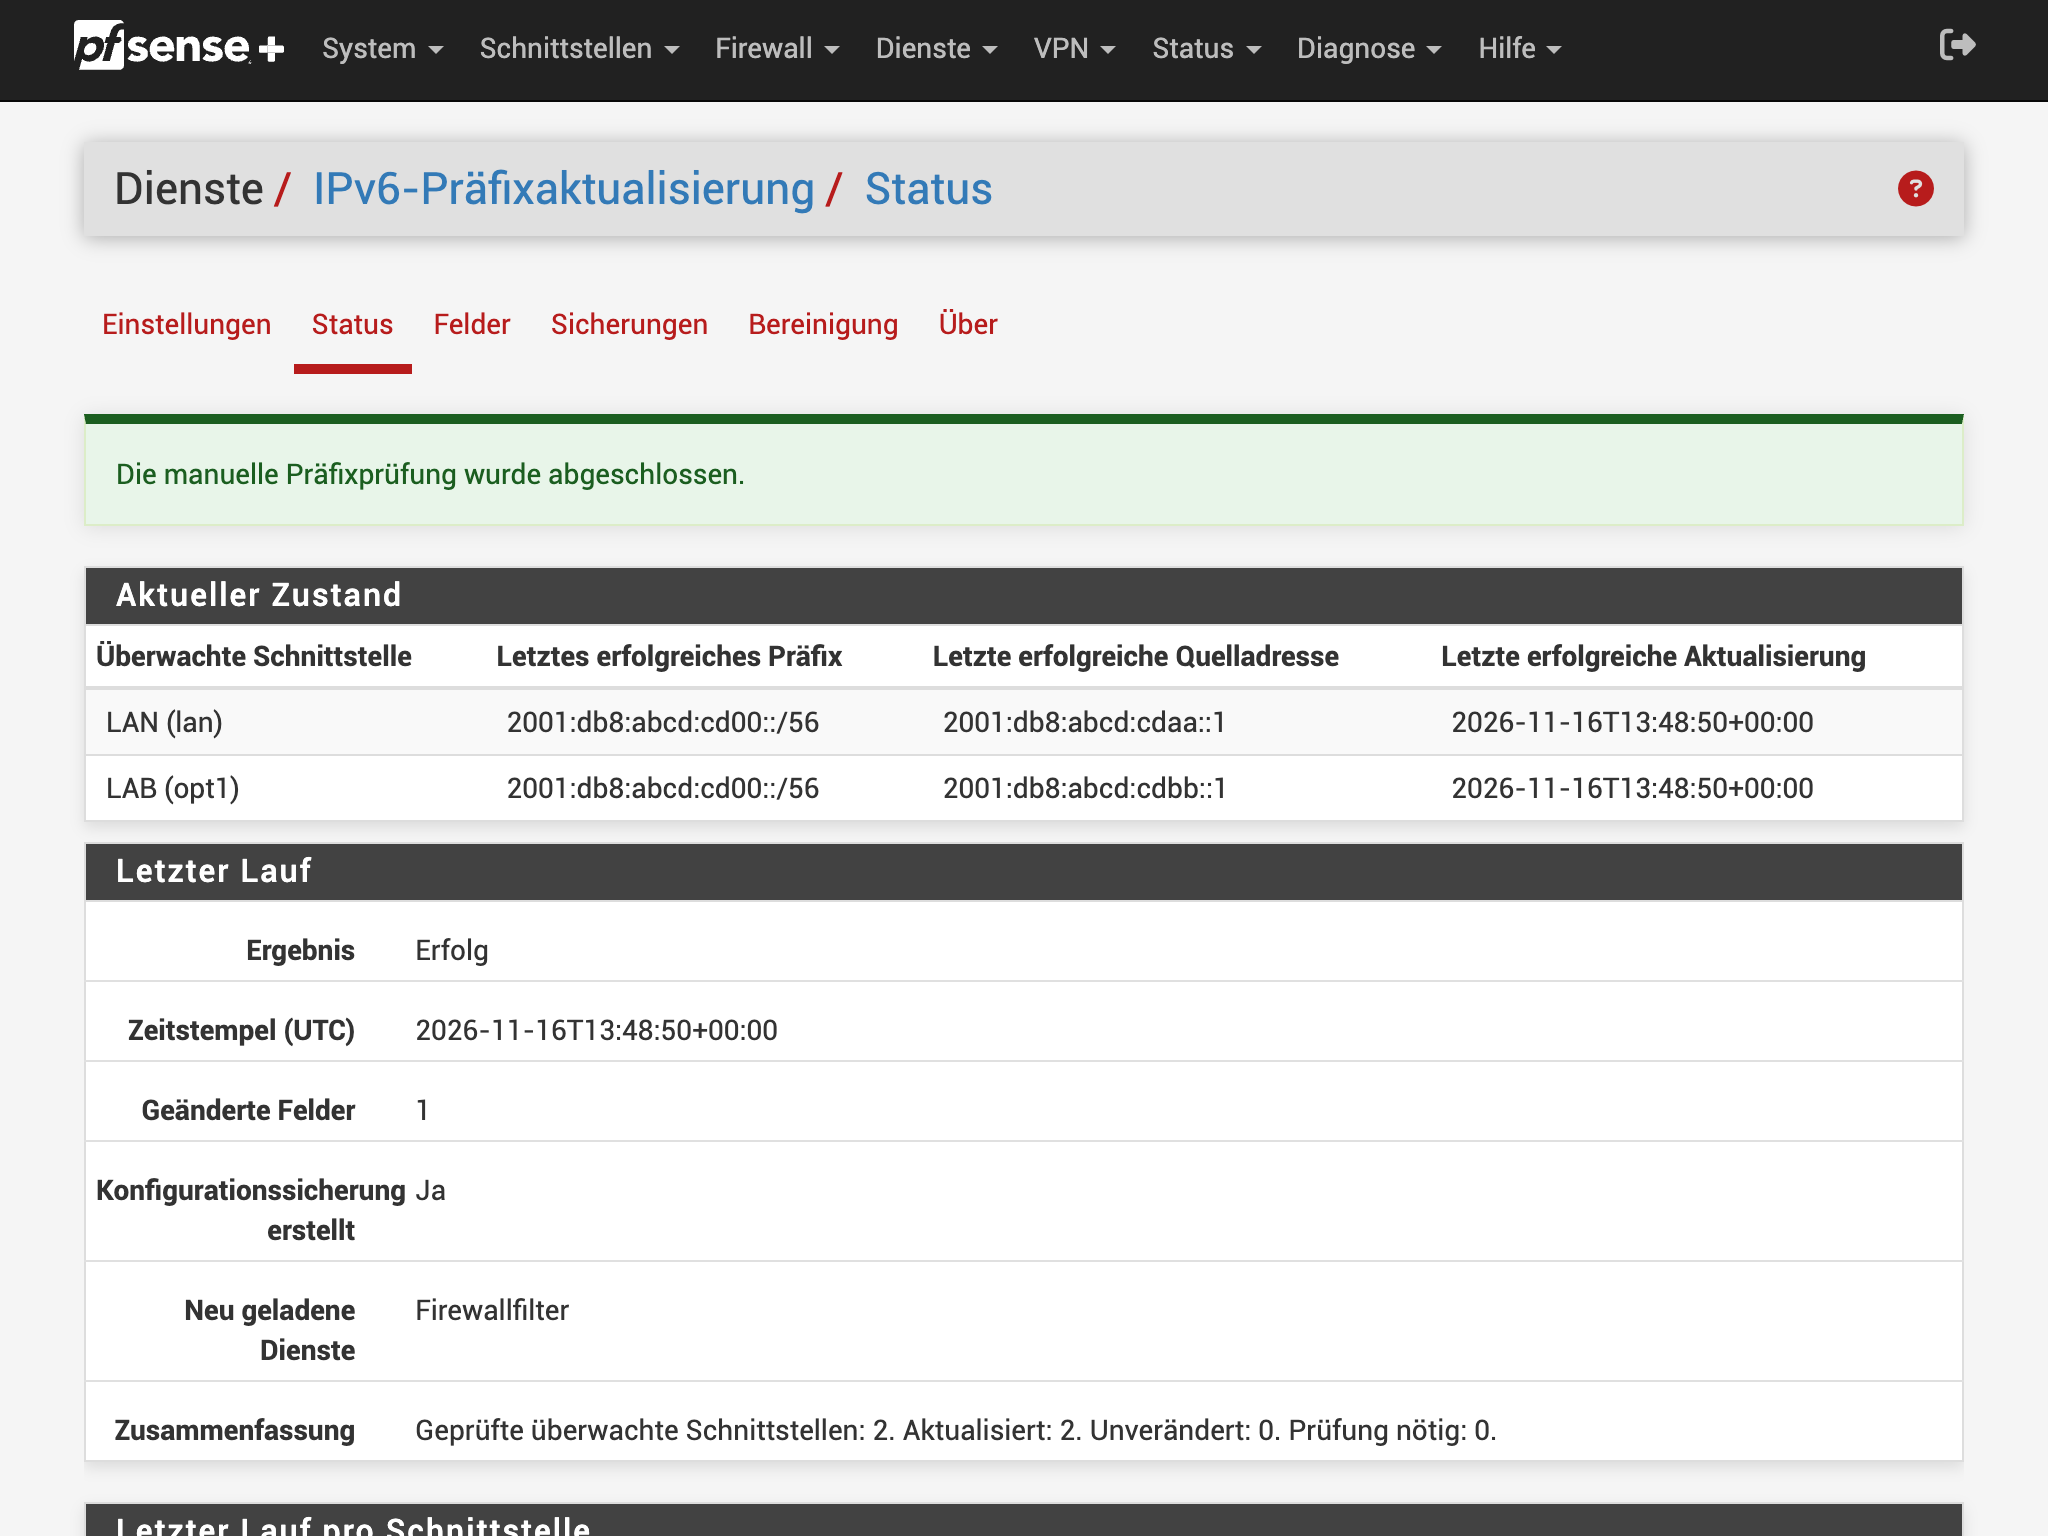 pfsense+ System Schnittstellen Firewall Dienste VPN Status Diagnose Hilfe
Dienste / IPv6-Präfixaktualisierung / Status ?
Einstellungen Status Felder Sicherungen Bereinigung Über
Die manuelle Präfixprüfung wurde abgeschlossen.
Aktueller Zustand
Überwachte Schnittstelle Letztes erfolgreiches Präfix Letzte erfolgreiche Quelladresse Letzte erfolgreiche Aktualisierung
LAN (lan) 2001:db8:abcd:cd00::/56 2001:db8:abcd:cdaa::1 2026-11-16T13:48:50+00:00
LAB (opt1) 2001:db8:abcd:cd00::/56 2001:db8:abcd:cdbb::1 2026-11-16T13:48:50+00:00
Letzter Lauf
Ergebnis Erfolg
Zeitstempel (UTC) 2026-11-16T13:48:50+00:00
Geänderte Felder 1
Konfigurationssicherung Ja
erstellt
Neu geladene Firewallfilter
Dienste
Zusammenfassung Geprüfte überwachte Schnittstellen: 2. Aktualisiert: 2. Unverändert: 0. Prüfung nötig: 0.
Letzter Lauf pro Schnittstelle